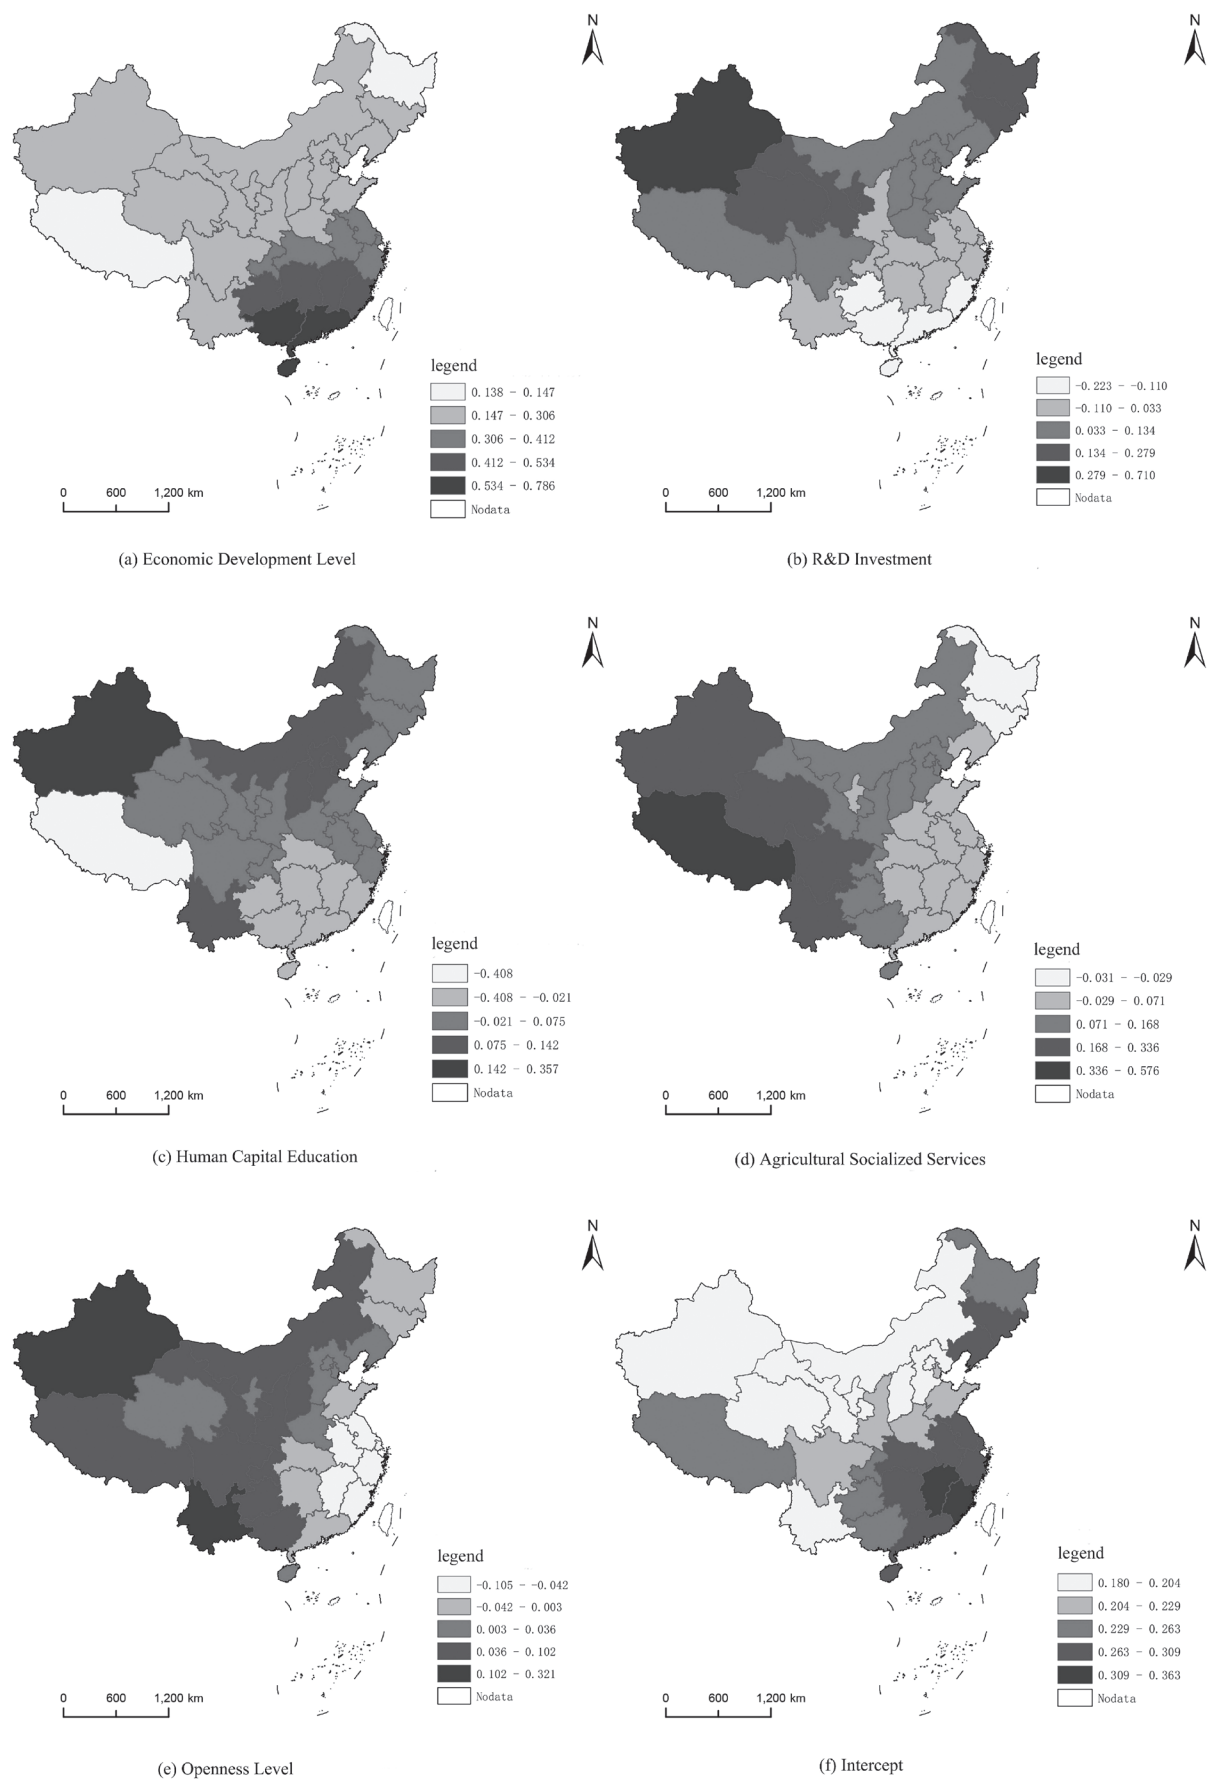 N
legend
0.138 - 0.147
0.147 - 0.306
0.306 - 0.412
0.412 - 0.534
0.534 - 0.786
Nodata
0 600 1,200 km
(a) Economic Development Level
N
legend
-0.223 - -0.110
-0.110 - 0.033
0.033 - 0.134
0.134 - 0.279
0.279 - 0.710
Nodata
0 600 1,200 km
(b) R&D Investment
N
legend
-0.408
-0.408 - -0.021
-0.021 - 0.075
0.075 - 0.142
0.142 - 0.357
Nodata
0 600 1,200 km
(c) Human Capital Education
N
legend
-0.031 - -0.029
-0.029 - 0.071
0.071 - 0.168
0.168 - 0.336
0.336 - 0.576
Nodata
0 600 1,200 km
(d) Agricultural Socialized Services
N
legend
-0.105 - -0.042
-0.042 - 0.003
0.003 - 0.036
0.036 - 0.102
0.102 - 0.321
Nodata
0 600 1,200 km
(e) Openness Level
N
legend
0.180 - 0.204
0.204 - 0.229
0.229 - 0.263
0.263 - 0.309
0.309 - 0.363
Nodata
0 600 1,200 km
(f) Intercept